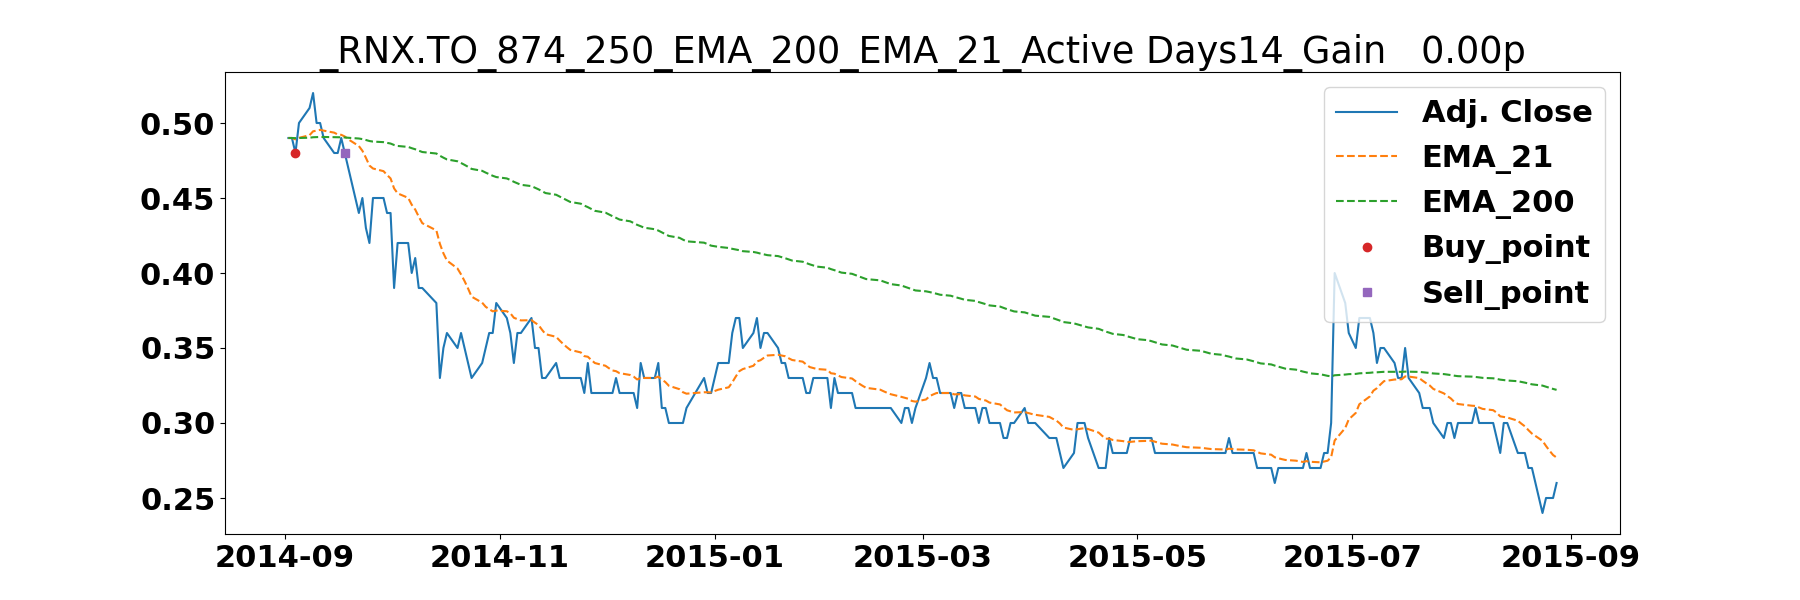 _RNX.TO_874_250_EMA_200_EMA_21_Active Days14_Gain   0.00p
0.50
0.45
0.40
0.35
0.30
0.25
Adj. Close
EMA_21
EMA_200
Buy_point
Sell_point
2014-09 2014-11 2015-01 2015-03 2015-05 2015-07 2015-09